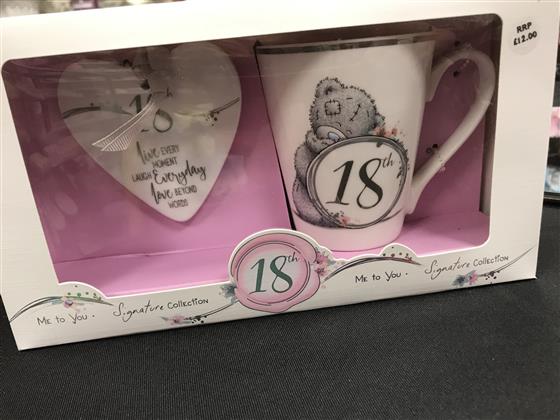 RRP
£12.00
18th
live EVERY
MOMENT
LAUGH Everyday
love BEYOND
WORDS
18th
18th
ME TO YOU · Signature COLLECTION
ME TO YOU · Signature COLLECTION